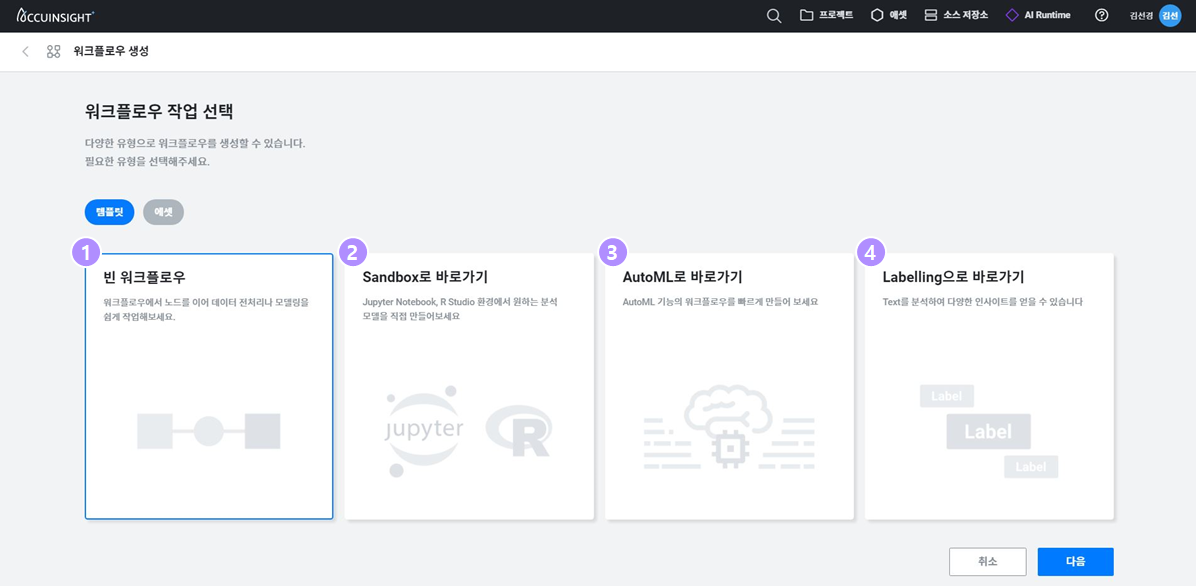 ACCUINSIGHT+
프로젝트
애셋
소스 저장소
AI Runtime
김선경
김선
워크플로우 생성
워크플로우 작업 선택
다양한 유형으로 워크플로우를 생성할 수 있습니다.
필요한 유형을 선택해주세요.
템플릿
애셋
1
빈 워크플로우
워크플로우에서 노드를 이어 데이터 전처리나 모델링을
쉽게 작업해보세요.
2
Sandbox로 바로가기
Jupyter Notebook, R Studio 환경에서 원하는 분석
모델을 직접 만들어보세요
jupyter
R
3
AutoML로 바로가기
AutoML 기능의 워크플로우를 빠르게 만들어 보세요
4
Labelling으로 바로가기
Text를 분석하여 다양한 인사이트를 얻을 수 있습니다
Label
Label
Label
취소
다음